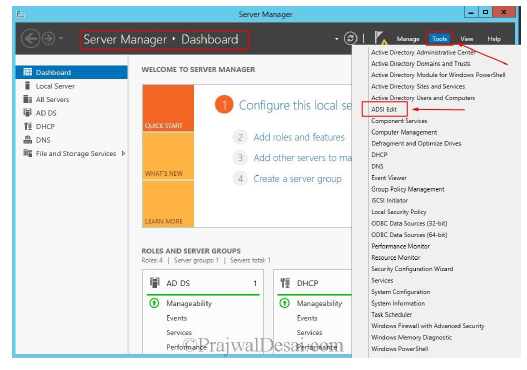 Server Manager
Server Manager • Dashboard
Manage Tools View Help
Dashboard
Local Server
All Servers
AD DS
DHCP
DNS
File and Storage Services
WELCOME TO SERVER MANAGER
QUICK START
WHAT'S NEW
LEARN MORE
1 Configure this local se
2 Add roles and features
3 Add other servers to ma
4 Create a server group
ROLES AND SERVER GROUPS
Roles: 4 | Server groups: 1 | Servers total: 1
AD DS 1
Manageability
Events
Services
Performance
DHCP
Manageability
Events
Services
Performance
Active Directory Administrative Center
Active Directory Domains and Trusts
Active Directory Module for Windows PowerShell
Active Directory Sites and Services
Active Directory Users and Computers
ADSI Edit
Component Services
Computer Management
Defragment and Optimize Drives
DHCP
DNS
Event Viewer
Group Policy Management
iSCSI Initiator
Local Security Policy
ODBC Data Sources (32-bit)
ODBC Data Sources (64-bit)
Performance Monitor
Resource Monitor
Security Configuration Wizard
Services
System Configuration
System Information
Task Scheduler
Windows Firewall with Advanced Security
Windows Memory Diagnostic
Windows PowerShell
©PrajwalDesai.com